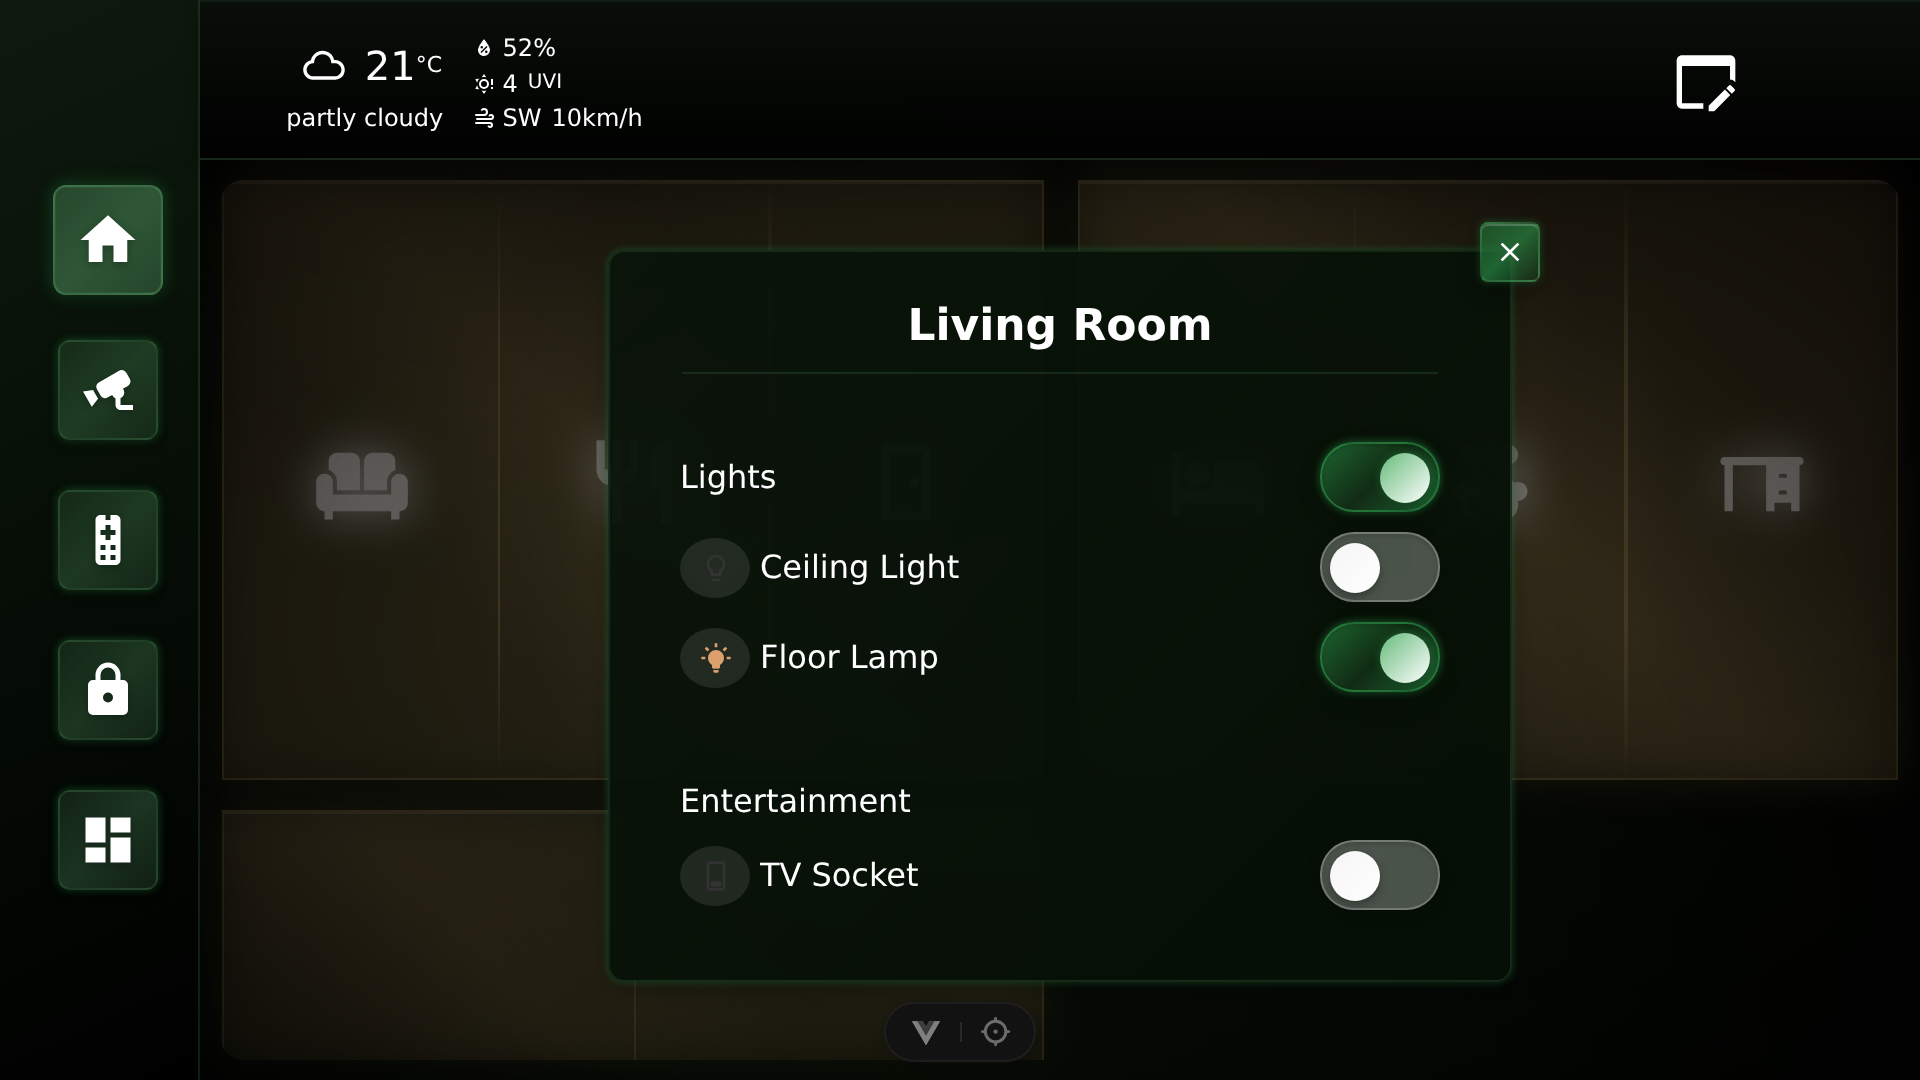 21°C
partly cloudy
52%
4 UVI
SW 10km/h
Living Room
Lights
Ceiling Light
Floor Lamp
Entertainment
TV Socket